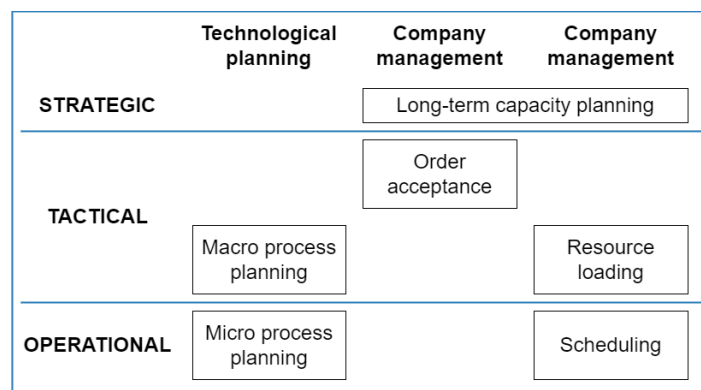 Technological
planning
Company
management
Company
management
STRATEGIC
Long-term capacity planning
TACTICAL
Order
acceptance
Macro process
planning
Resource
loading
OPERATIONAL
Micro process
planning
Scheduling